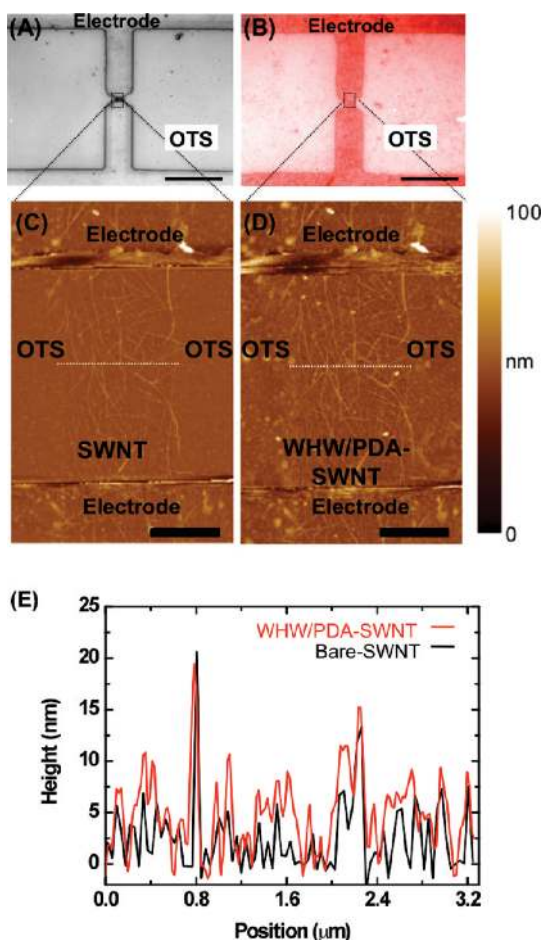 (A) Electrode
OTS
(B) Electrode
OTS
(C) Electrode
OTS OTS
SWNT
Electrode
(D) Electrode
OTS
WHW/PDA-
SWNT
Electrode
100
nm
0
(E)
WHW/PDA-SWNT
Bare-SWNT
Height (nm)
25
20
15
10
5
0
0.0 0.8 1.6 2.4 3.2
Position (μm)